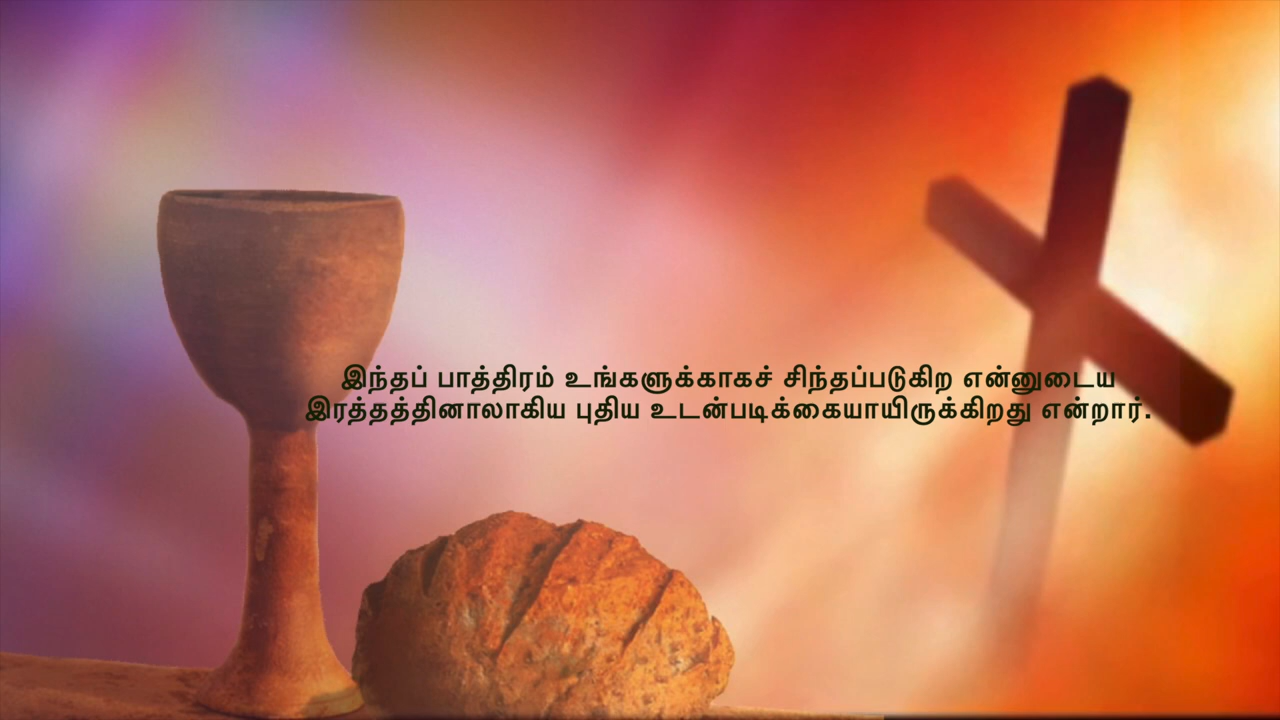 இந்தப் பாத்திரம் உங்களுக்காகச் சிந்தப்படுகிற என்னுடைய
இரத்தத்தினாலாகிய புதிய உடன்படிக்கையாயிருக்கிறது என்றார்.